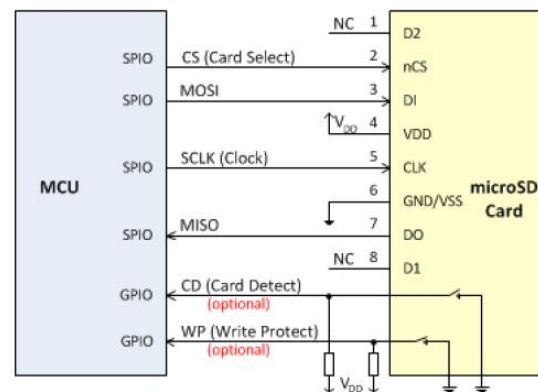 NC 1 D2
SPIO CS (Card Select) 2 nCS
SPIO MOSI 3 DI
VDD 4 VDD
SPIO SCLK (Clock) 5 CLK
MCU
microSD
Card
6 GND/VSS
SPIO MISO 7 DO
NC 8 D1
GPIO CD (Card Detect)
(optional)
GPIO WP (Write Protect)
(optional)
VDD